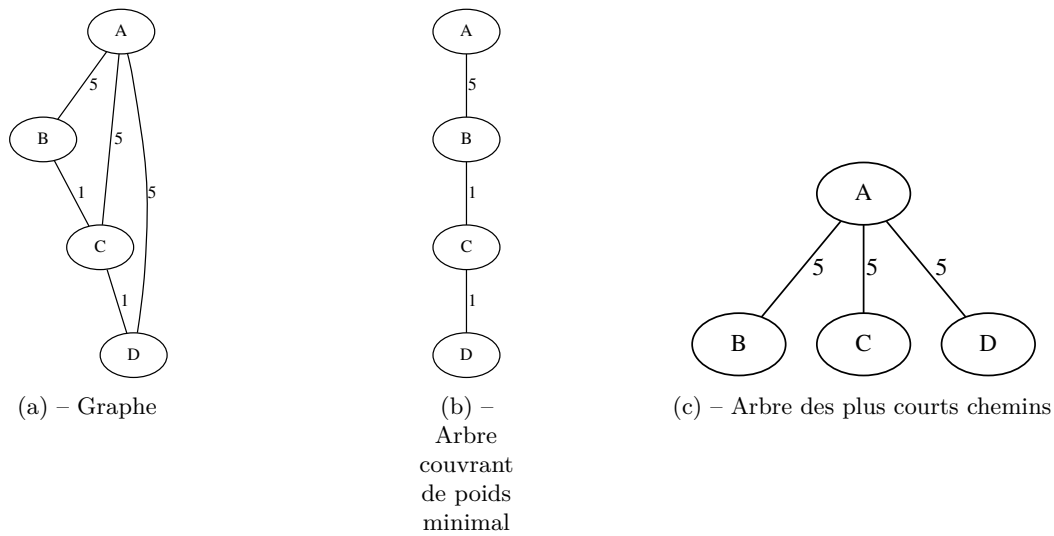 A
5
B
5
5
1
C
1
D
(a) – Graphe
A
5
B
1
C
1
D
(b) –
Arbre
couvrant
de poids
minimal
A
5 5 5
B C D
(c) – Arbre des plus courts chemins